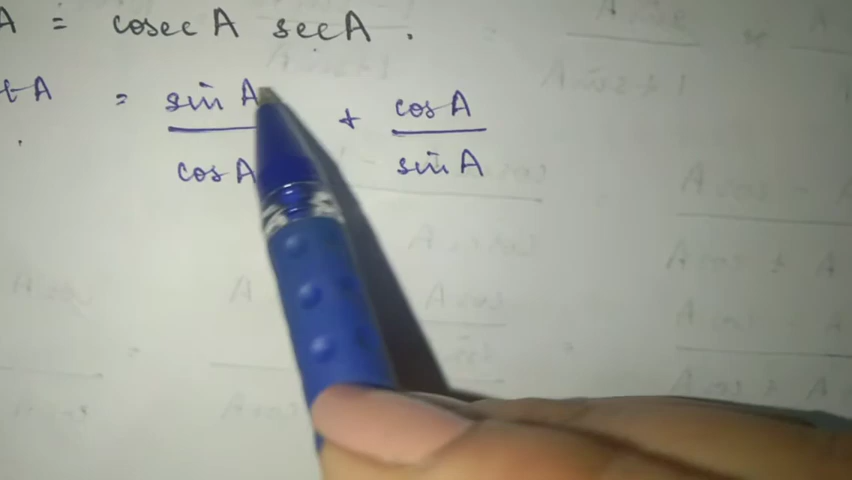 A = cosec A sec A .
t A = sin A / cos A + cos A / sin A